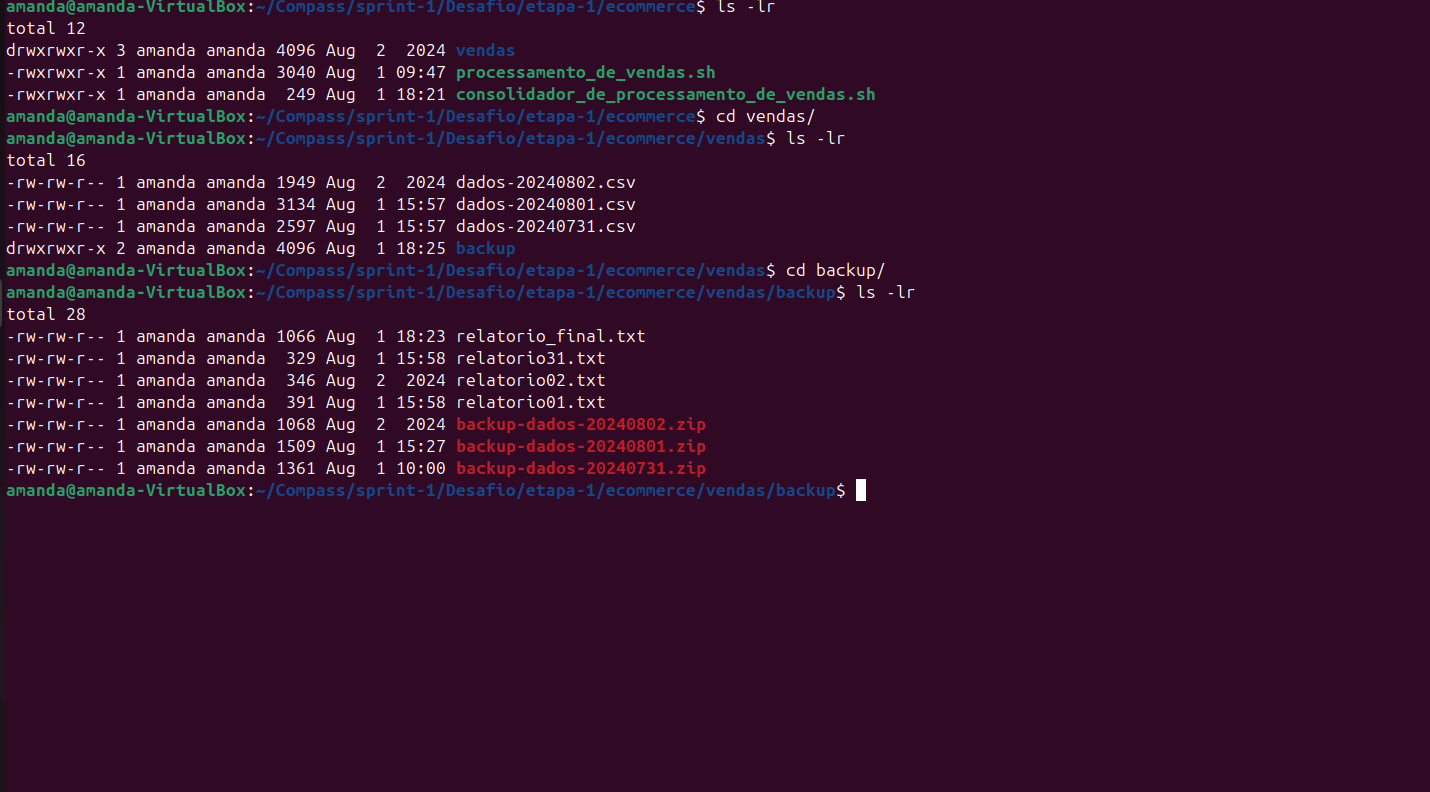 amanda@amanda-VirtualBox:~/Compass/sprint-1/Desafio/etapa-1/ecommerce$ ls -lr
total 12
drwxrwxr-x 3 amanda amanda 4096 Aug  2  2024 vendas
-rwxrwxr-x 1 amanda amanda 3040 Aug  1 09:47 processamento_de_vendas.sh
-rwxrwxr-x 1 amanda amanda  249 Aug  1 18:21 consolidador_de_processamento_de_vendas.sh
amanda@amanda-VirtualBox:~/Compass/sprint-1/Desafio/etapa-1/ecommerce$ cd vendas/
amanda@amanda-VirtualBox:~/Compass/sprint-1/Desafio/etapa-1/ecommerce/vendas$ ls -lr
total 16
-rw-rw-r-- 1 amanda amanda 1949 Aug  2  2024 dados-20240802.csv
-rw-rw-r-- 1 amanda amanda 3134 Aug  1 15:57 dados-20240801.csv
-rw-rw-r-- 1 amanda amanda 2597 Aug  1 15:57 dados-20240731.csv
drwxrwxr-x 2 amanda amanda 4096 Aug  1 18:25 backup
amanda@amanda-VirtualBox:~/Compass/sprint-1/Desafio/etapa-1/ecommerce/vendas$ cd backup/
amanda@amanda-VirtualBox:~/Compass/sprint-1/Desafio/etapa-1/ecommerce/vendas/backup$ ls -lr
total 28
-rw-rw-r-- 1 amanda amanda 1066 Aug  1 18:23 relatorio_final.txt
-rw-rw-r-- 1 amanda amanda  329 Aug  1 15:58 relatorio31.txt
-rw-rw-r-- 1 amanda amanda  346 Aug  2  2024 relatorio02.txt
-rw-rw-r-- 1 amanda amanda  391 Aug  1 15:58 relatorio01.txt
-rw-rw-r-- 1 amanda amanda 1068 Aug  2  2024 backup-dados-20240802.zip
-rw-rw-r-- 1 amanda amanda 1509 Aug  1 15:27 backup-dados-20240801.zip
-rw-rw-r-- 1 amanda amanda 1361 Aug  1 10:00 backup-dados-20240731.zip
amanda@amanda-VirtualBox:~/Compass/sprint-1/Desafio/etapa-1/ecommerce/vendas/backup$